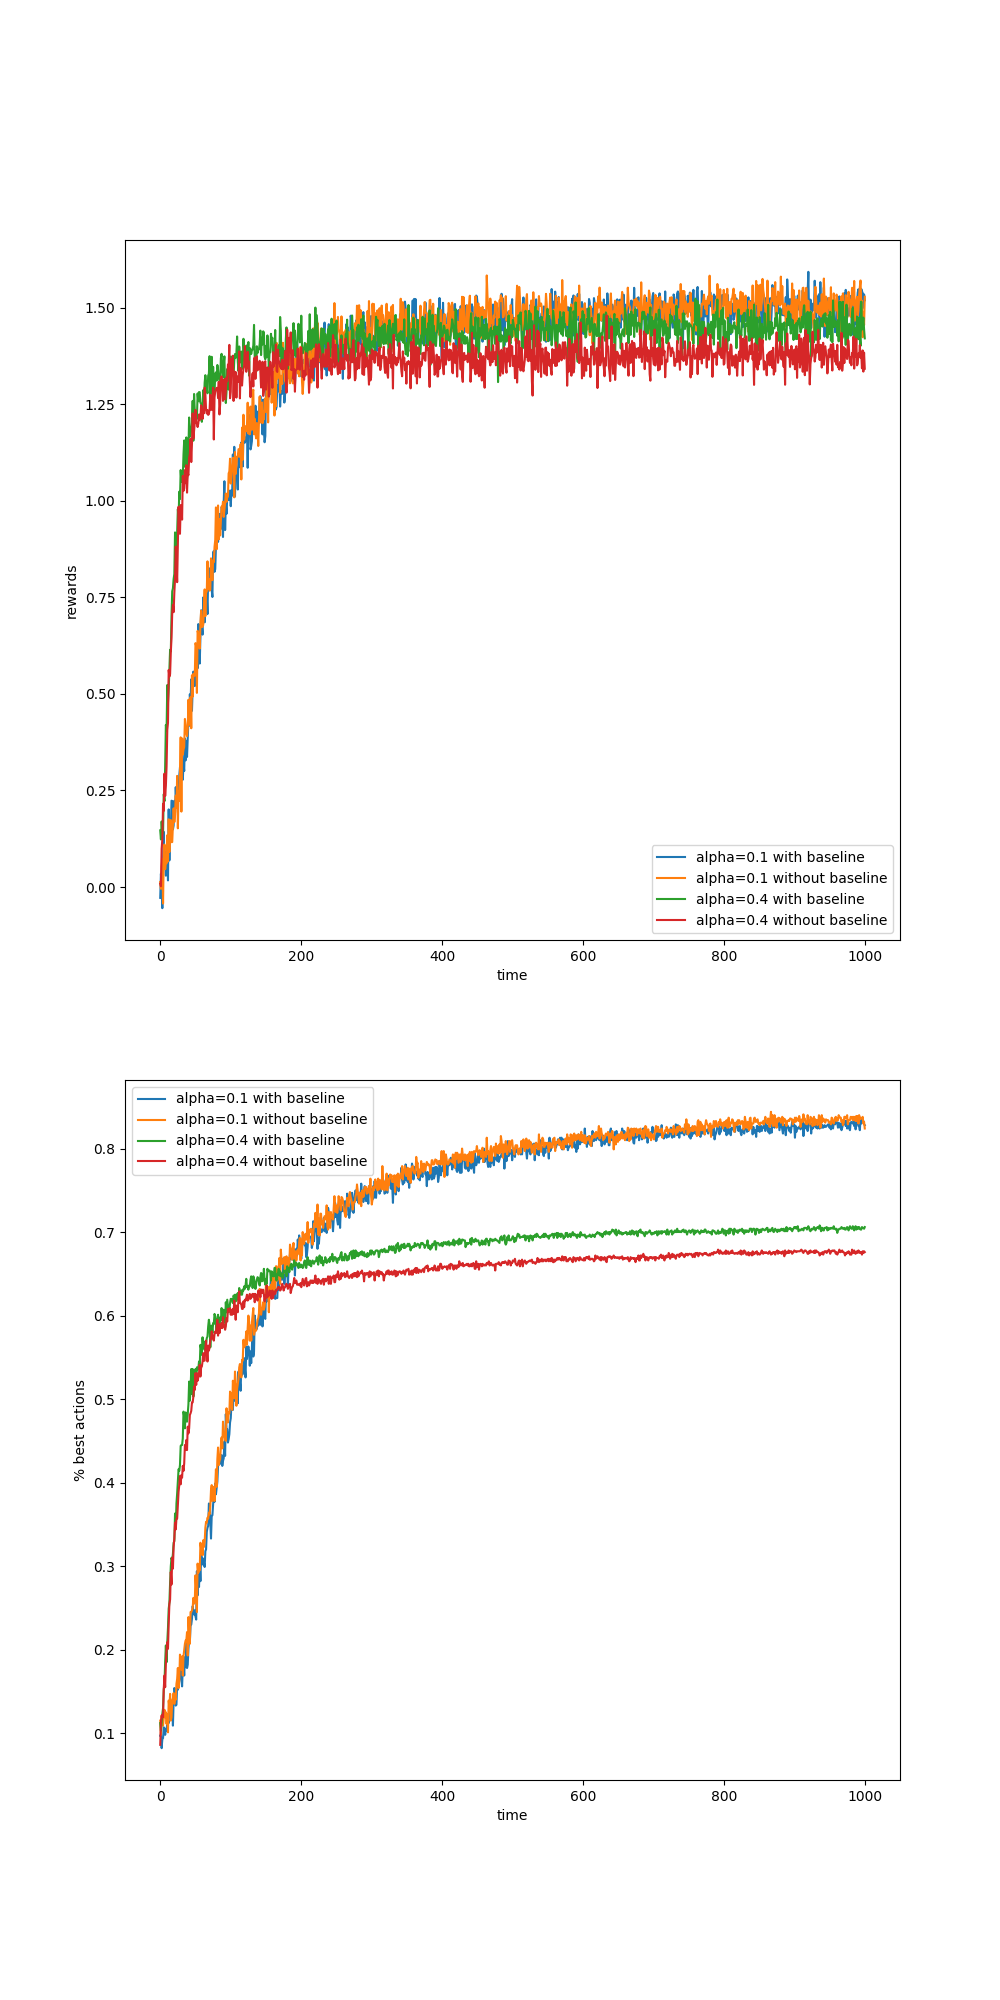 1.50
1.25
1.00
0.75
0.50
0.25
0.00
rewards
alpha=0.1 with baseline
alpha=0.1 without baseline
alpha=0.4 with baseline
alpha=0.4 without baseline
0 200 400 600 800 1000
time
alpha=0.1 with baseline
alpha=0.1 without baseline
alpha=0.4 with baseline
alpha=0.4 without baseline
0.8
0.7
0.6
0.5
0.4
0.3
0.2
0.1
% best actions
0 200 400 600 800 1000
time